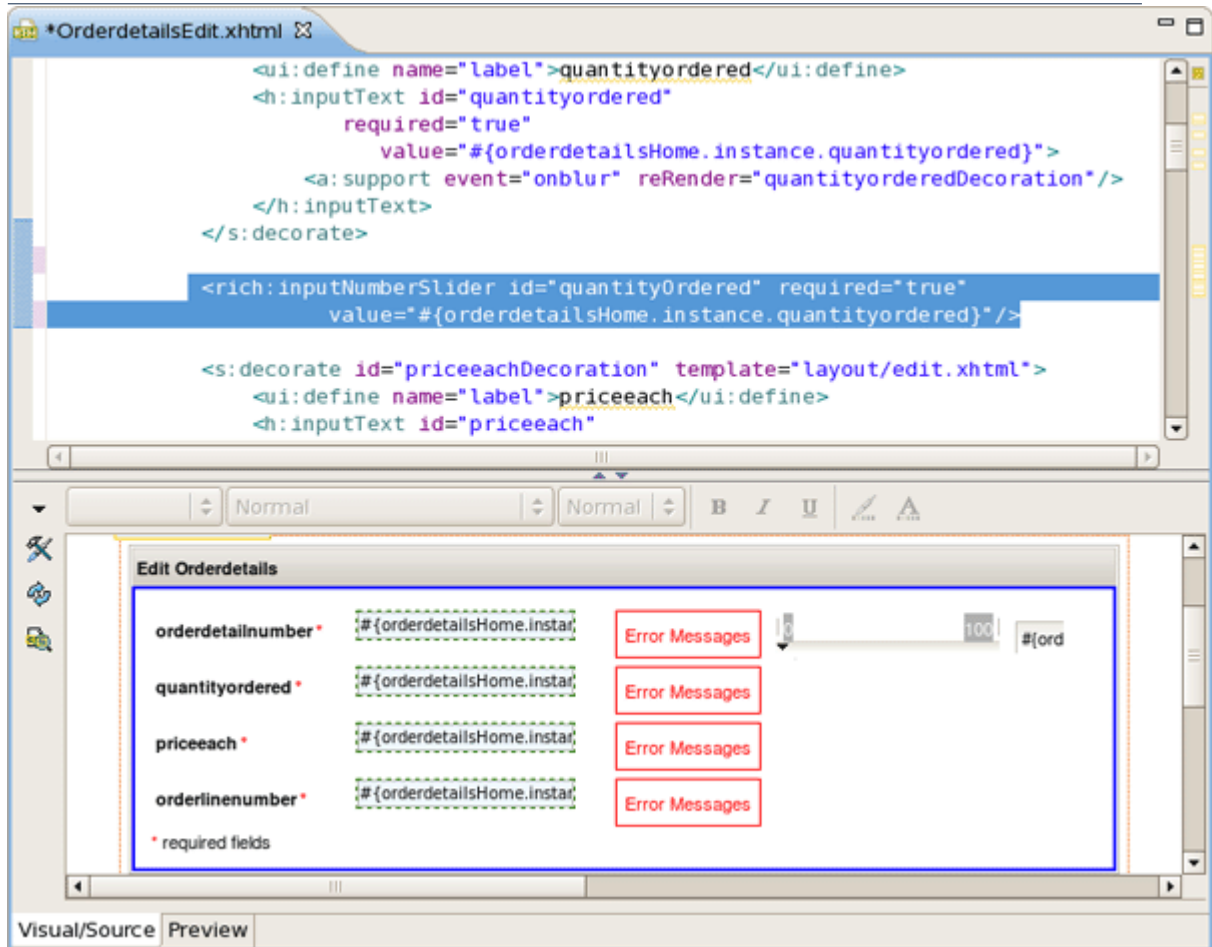 *OrderdetailsEdit.xhtml
<ui:define name="label">quantityordered</ui:define>
<h:inputText id="quantityordered"
required="true"
value="#{orderdetailsHome.instance.quantityordered}">
<a:support event="onblur" reRender="quantityorderedDecoration"/>
</h:inputText>
</s:decorate>
<rich:inputNumberSlider id="quantityOrdered" required="true"
value="#{orderdetailsHome.instance.quantityordered}"/>
<s:decorate id="priceeachDecoration" template="layout/edit.xhtml">
<ui:define name="label">priceeach</ui:define>
<h:inputText id="priceeach"
Normal Normal B I U A
Edit Orderdetails
orderdetailnumber * #{orderdetailsHome.instar Error Messages 0 100 #{ord
quantityordered * #{orderdetailsHome.instar Error Messages
priceeach * #{orderdetailsHome.instar Error Messages
orderlinenumber * #{orderdetailsHome.instar Error Messages
* required fields
Visual/Source Preview